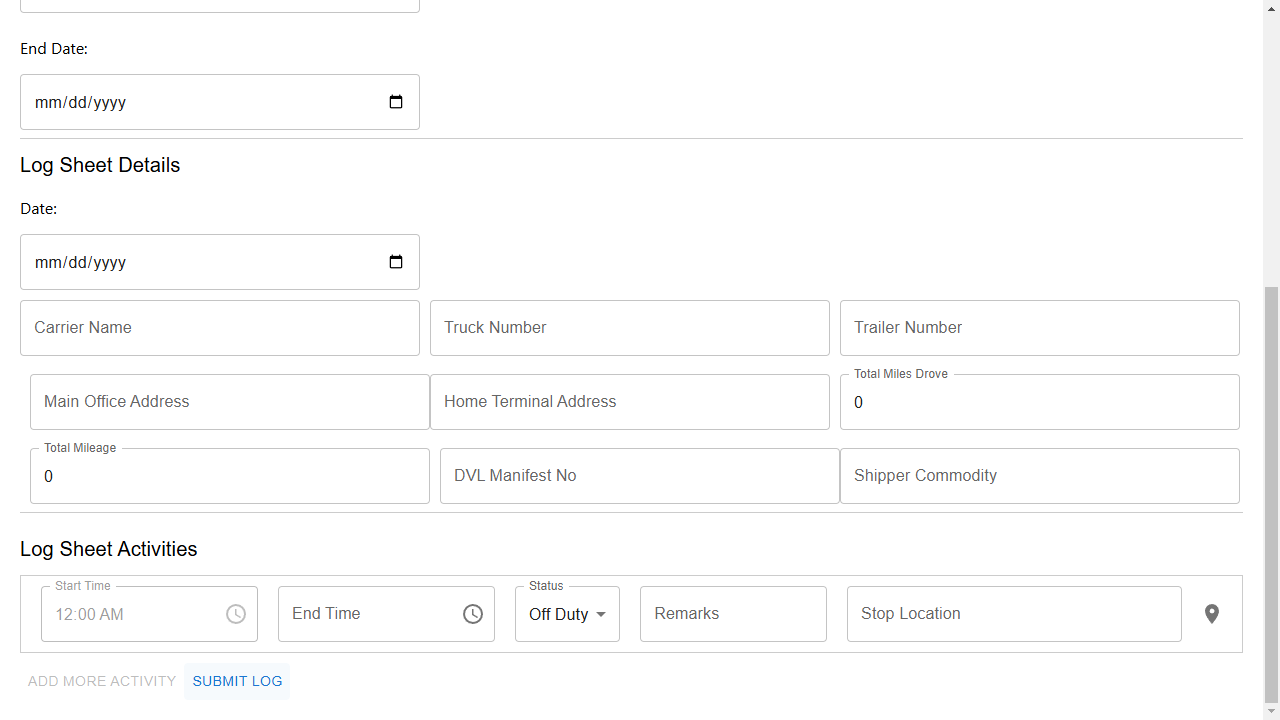 End Date:
mm/dd/yyyy
Log Sheet Details
Date:
mm/dd/yyyy
Carrier Name
Truck Number
Trailer Number
Main Office Address
Home Terminal Address
Total Miles Drove
0
Total Mileage
0
DVL Manifest No
Shipper Commodity
Log Sheet Activities
Start Time
12:00 AM
End Time
Status
Off Duty
Remarks
Stop Location
ADD MORE ACTIVITY
SUBMIT LOG